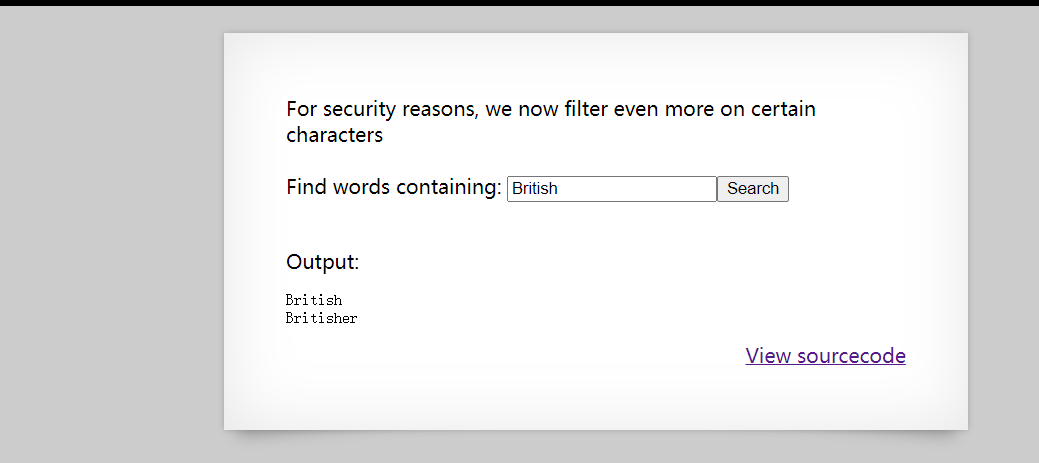 For security reasons, we now filter even more on certain
characters
Find words containing: British Search
Output:
British
Britisher
View sourcecode